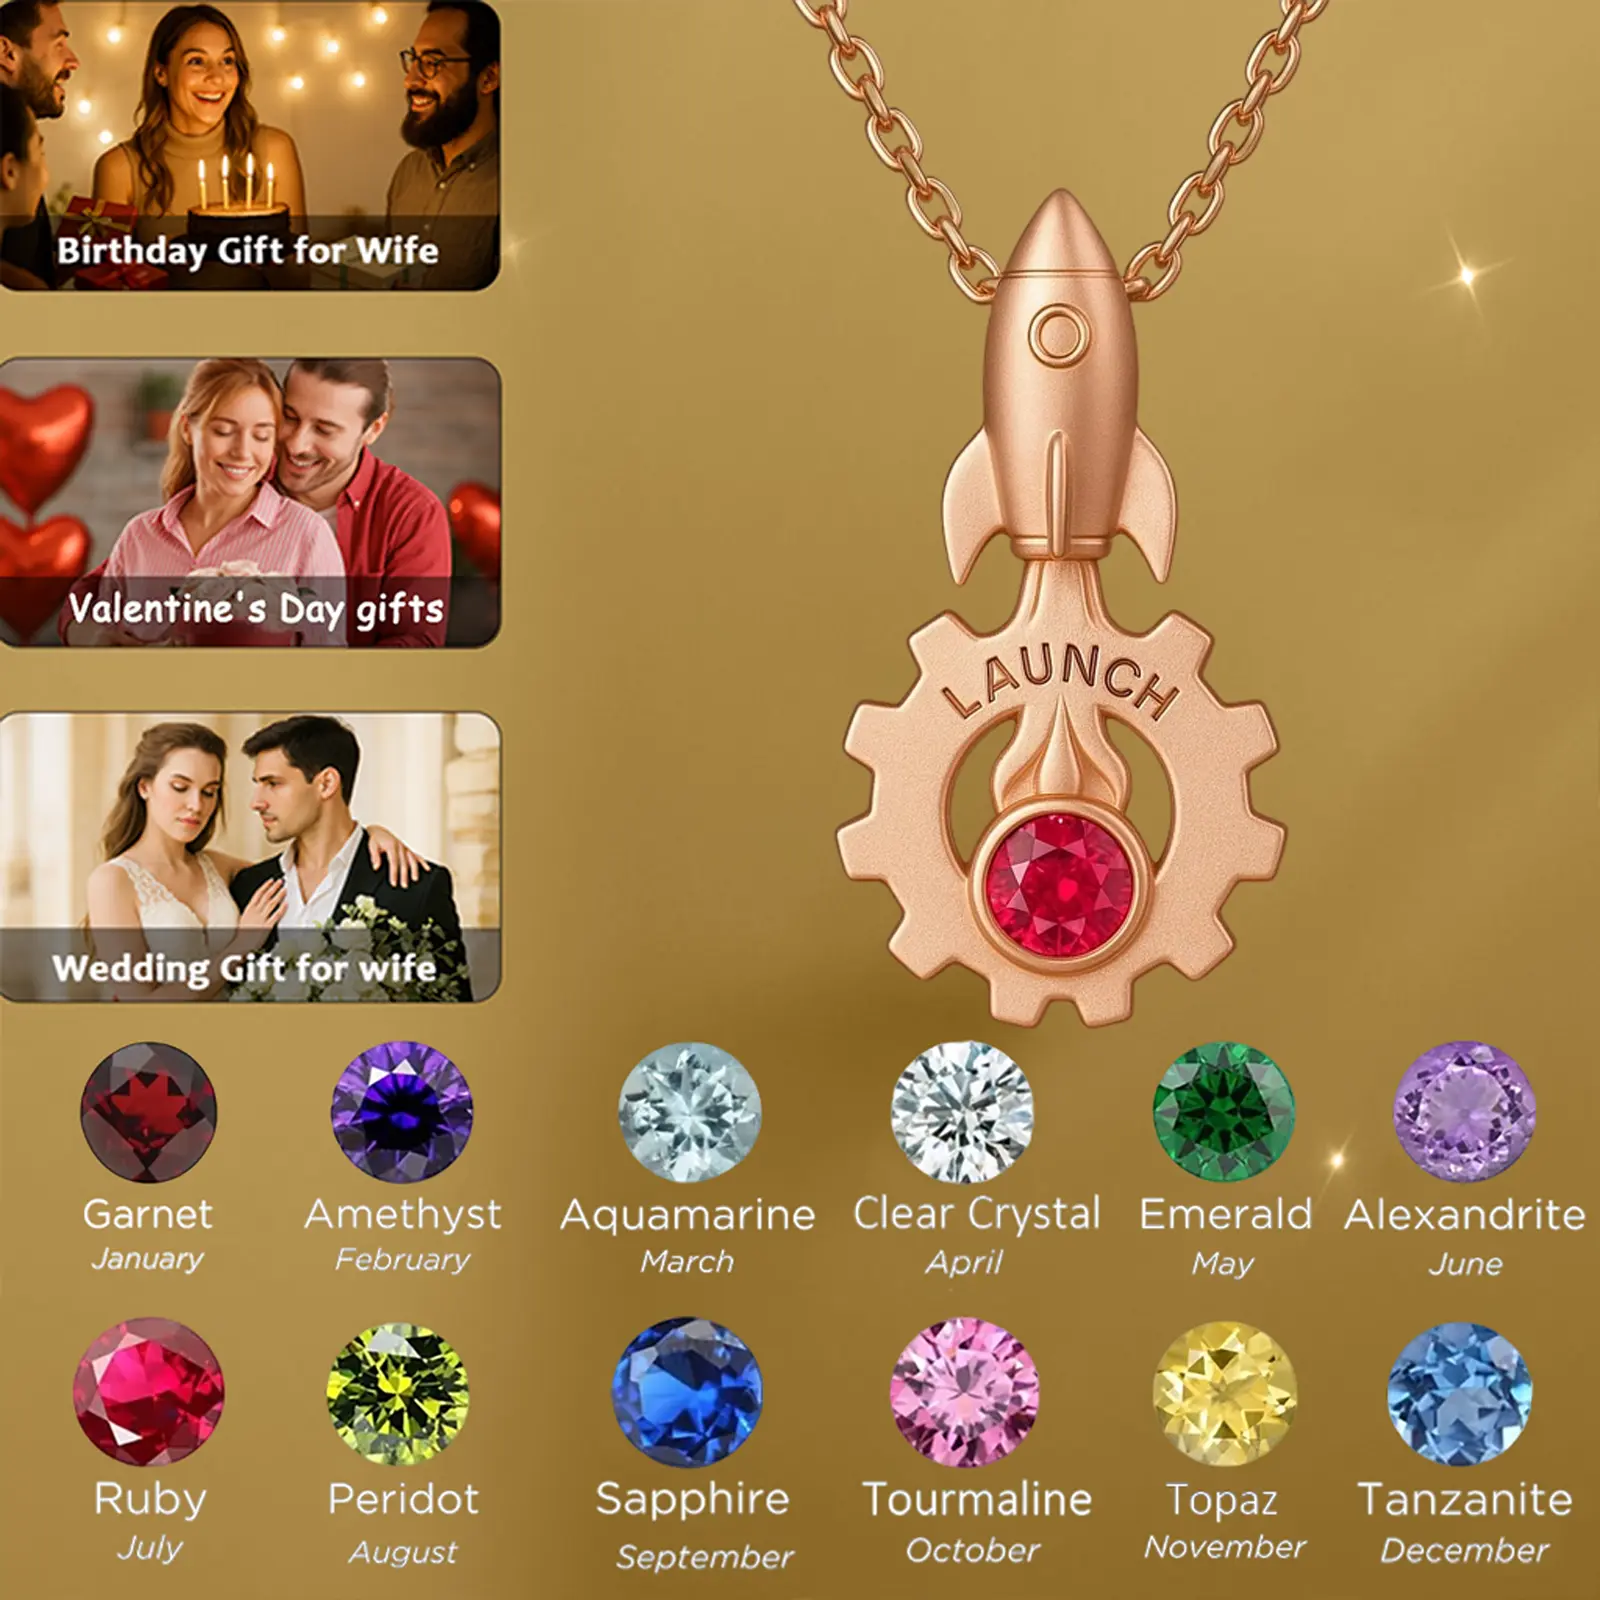 Birthday Gift for Wife
Valentine's Day gifts
Wedding Gift for wife
LAUNCH
Garnet
January
Amethyst
February
Aquamarine
March
Clear Crystal
April
Emerald
May
Alexandrite
June
Ruby
July
Peridot
August
Sapphire
September
Tourmaline
October
Topaz
November
Tanzanite
December